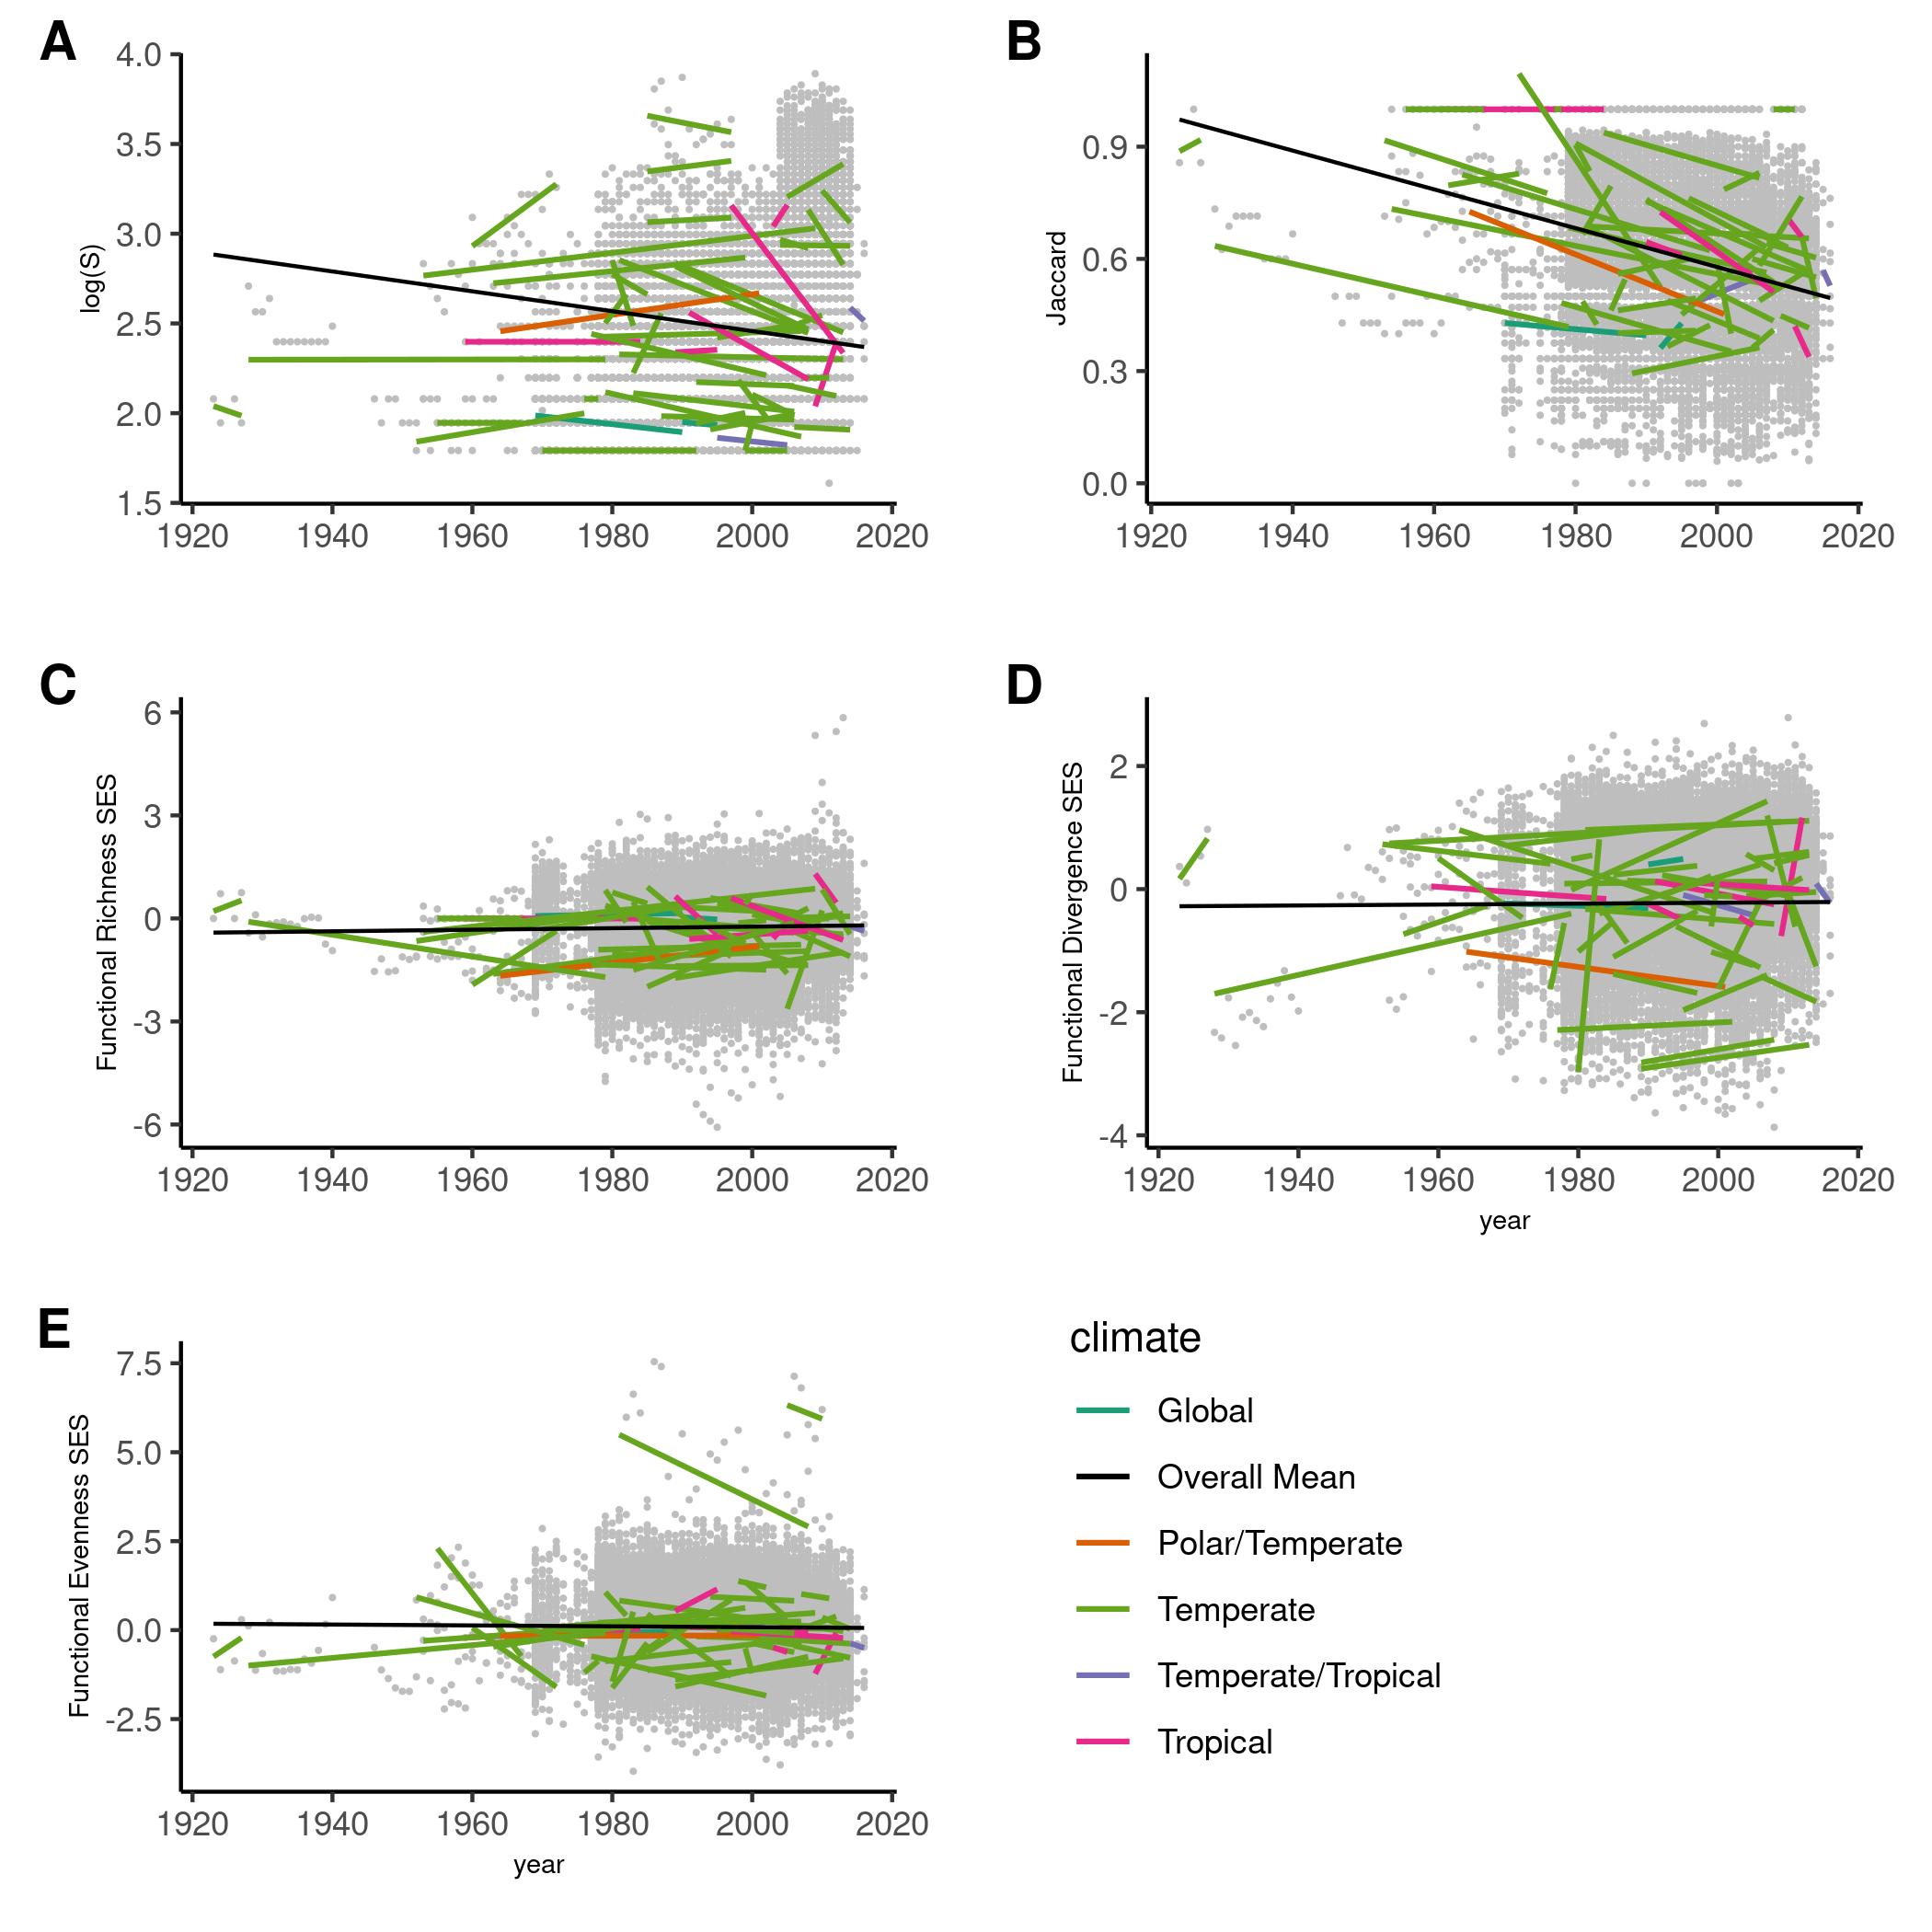 A
B
4.0
3.5
3.0
2.5
2.0
1.5
log(S)
1920 1940 1960 1980 2000 2020
0.9
0.6
0.3
0.0
Jaccard
1920 1940 1960 1980 2000 2020
C
D
6
3
0
-3
-6
Functional Richness SES
1920 1940 1960 1980 2000 2020
2
0
-2
-4
Functional Divergence SES
1920 1940 1960 1980 2000 2020
year
E
7.5
5.0
2.5
0.0
-2.5
Functional Evenness SES
1920 1940 1960 1980 2000 2020
year
climate
Global
Overall Mean
Polar/Temperate
Temperate
Temperate/Tropical
Tropical